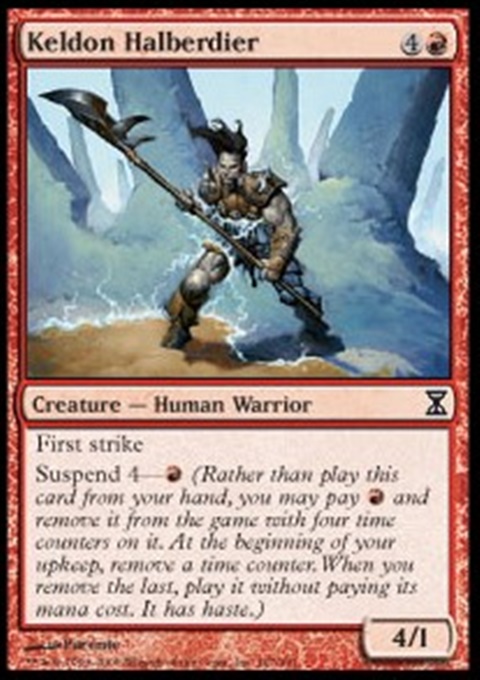 Keldon Halberdier 4
Creature — Human Warrior
First strike
Suspend 4— (Rather than play this
card from your hand, you may pay and
remove it from the game with four time
counters on it. At the beginning of your
upkeep, remove a time counter. When you
remove the last, play it without paying its
mana cost. It has haste.)
Parente
4/1